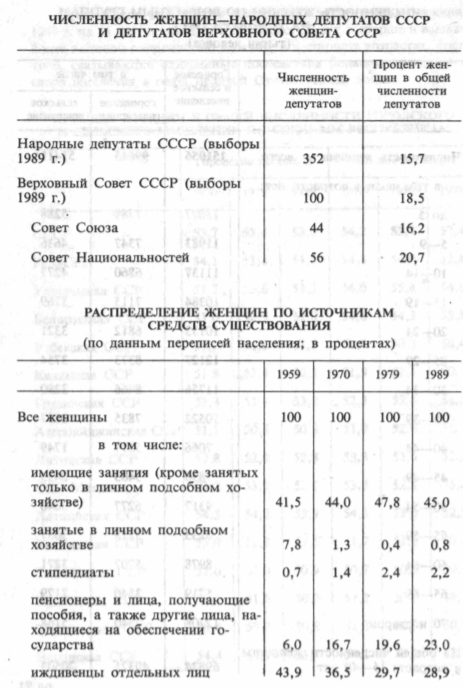 ЧИСЛЕННОСТЬ ЖЕНЩИН—НАРОДНЫХ ДЕПУТАТОВ СССР
И ДЕПУТАТОВ ВЕРХОВНОГО СОВЕТА СССР
Численность женщин-депутатов Процент женщин в общей численности депутатов
Народные депутаты СССР (выборы
1989 г.) 352 15,7
Верховный Совет СССР (выборы
1989 г.) 100 18,5
Совет Союза 44 16,2
Совет Национальностей 56 20,7
РАСПРЕДЕЛЕНИЕ ЖЕНЩИН ПО ИСТОЧНИКАМ
СРЕДСТВ СУЩЕСТВОВАНИЯ
(по данным переписей населения; в процентах)
1959 1970 1979 1989
Все женщины 100 100 100 100
в том числе:
имеющие занятия (кроме занятых
только в личном подсобном хо-
зяйстве) 41,5 44,0 47,8 45,0
занятые в личном подсобном
хозяйстве 7,8 1,3 0,4 0,8
стипендиаты 0,7 1,4 2,4 2,2
пенсионеры и лица, получающие
пособия, а также другие лица, на-
ходящиеся на обеспечении го-
сударства 6,0 16,7 19,6 23,0
иждивенцы отдельных лиц 43,9 36,5 29,7 28,9